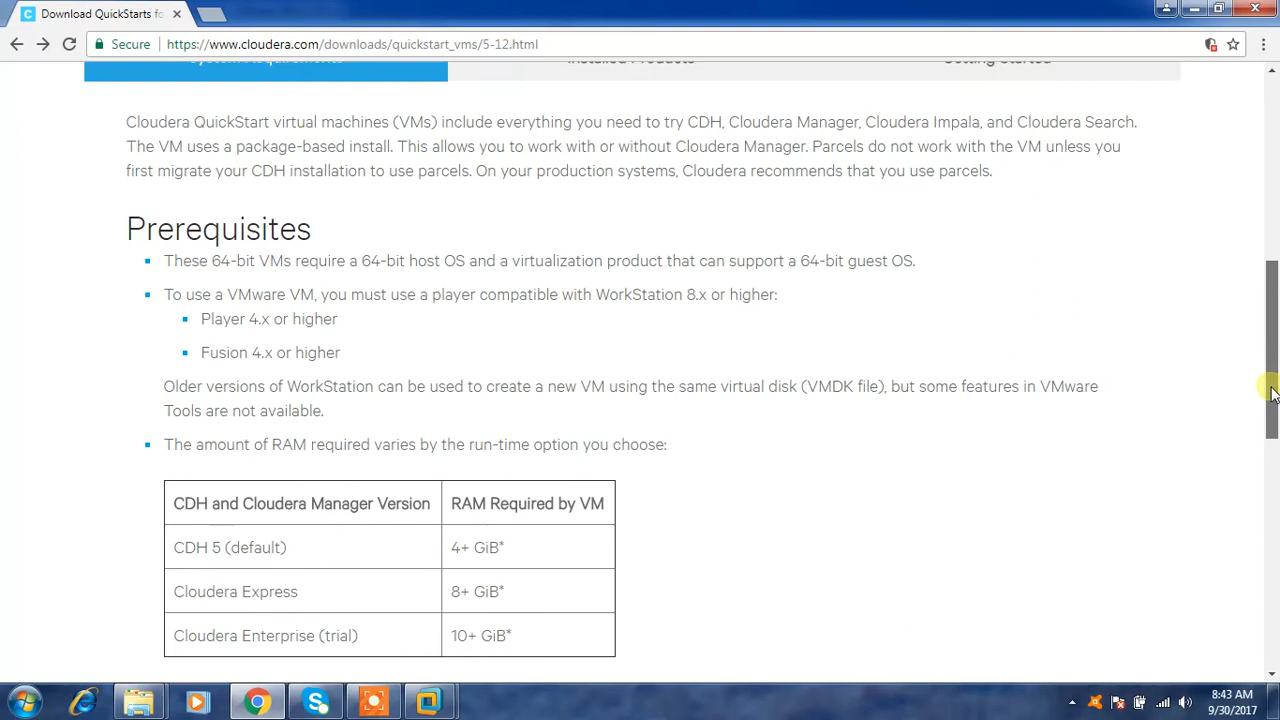 Download QuickStarts fo
Secure https://www.cloudera.com/downloads/quickstart_vms/5-12.html
System Requirements Installed Products Getting Started
Cloudera QuickStart virtual machines (VMs) include everything you need to try CDH, Cloudera Manager, Cloudera Impala, and Cloudera Search.
The VM uses a package-based install. This allows you to work with or without Cloudera Manager. Parcels do not work with the VM unless you
first migrate your CDH installation to use parcels. On your production systems, Cloudera recommends that you use parcels.
Prerequisites
These 64-bit VMs require a 64-bit host OS and a virtualization product that can support a 64-bit guest OS.
To use a VMware VM, you must use a player compatible with WorkStation 8.x or higher:
Player 4.x or higher
Fusion 4.x or higher
Older versions of WorkStation can be used to create a new VM using the same virtual disk (VMDK file), but some features in VMware
Tools are not available.
The amount of RAM required varies by the run-time option you choose:
CDH and Cloudera Manager Version RAM Required by VM
CDH 5 (default) 4+ GiB*
Cloudera Express 8+ GiB*
Cloudera Enterprise (trial) 10+ GiB*
8:43 AM
9/30/2017